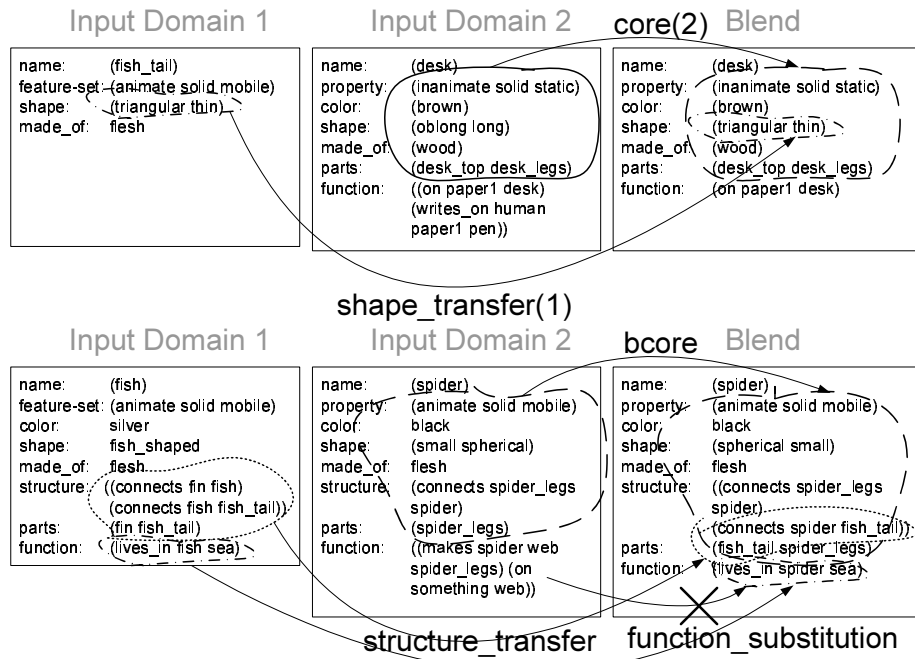 Input Domain 1
Input Domain 2
core(2)
Blend
name: (fish_tail)
feature-set: (animate solid mobile)
shape: (triangular thin)
made_of: flesh
name: (desk)
property: (inanimate solid static)
color: (brown)
shape: (oblong long)
made_of: (wood)
parts: (desk_top desk_legs)
function: ((on paper1 desk)
(writes_on human
paper1 pen))
name: (desk)
property: (inanimate solid static)
color: (brown)
shape: (triangular thin)
made_of: (wood)
parts: (desk_top desk_legs)
function: (on paper1 desk)
shape_transfer(1)
Input Domain 1
Input Domain 2
bcore
Blend
name: (fish)
feature-set: (animate solid mobile)
color: silver
shape: fish_shaped
made_of: flesh
structure: ((connects fin fish)
(connects fish fish_tail))
parts: (fin fish_tail)
function: (lives_in fish sea)
name: (spider)
property: (animate solid mobile)
color: black
shape: (small spherical)
made_of: flesh
structure: (connects spider_legs
spider)
parts: (spider_legs)
function: ((makes spider web
spider_legs) (on
something web))
name: (spider)
property: (animate solid mobile)
color: black
shape: (spherical small)
made_of: flesh
structure: ((connects spider_legs
spider)
(connects spider fish_tail))
parts: (fish_tail spider_legs)
function: (lives_in spider sea)
structure_transfer
function_substitution